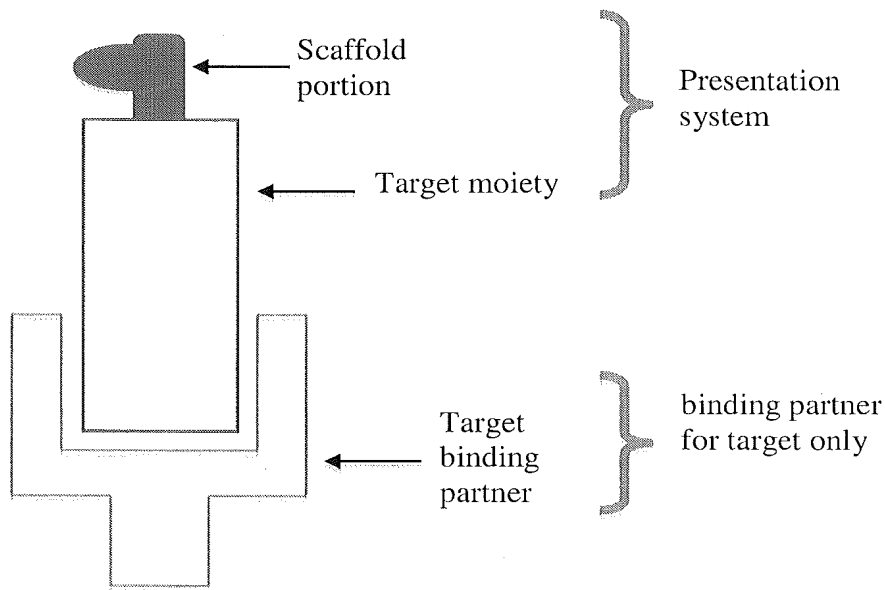 Scaffold
portion
Presentation
system
Target moiety
Target
binding
partner
binding partner
for target only